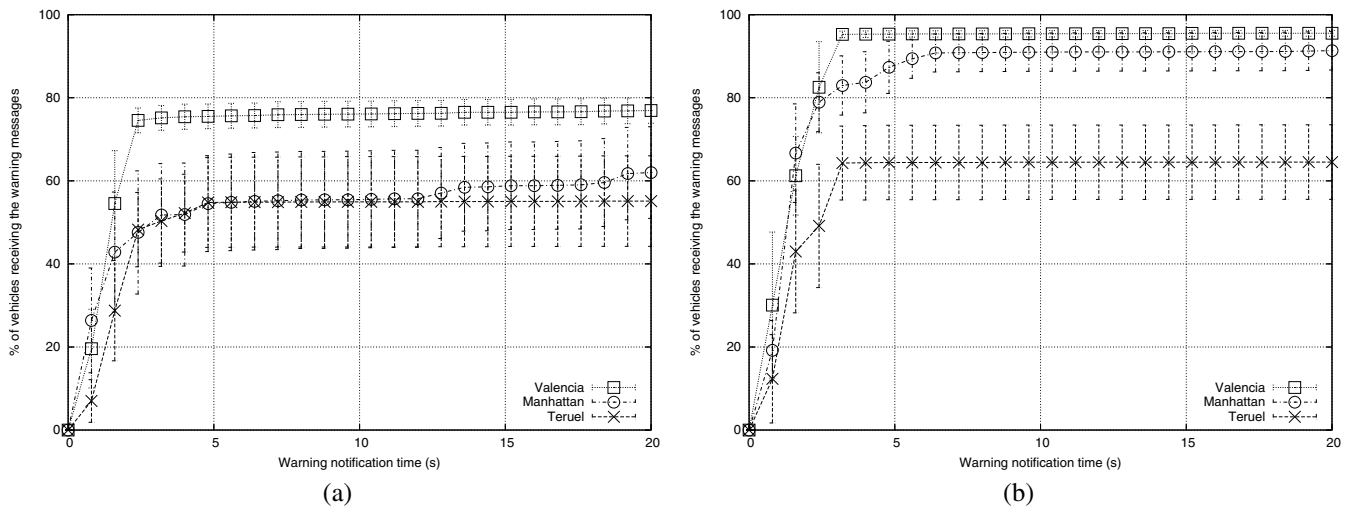 100
80
60
40
20
0
% of vehicles receiving the warning messages
Valencia
Manhattan
Teruel
0 5 10 15 20
Warning notification time (s)
(a)
100
80
60
40
20
0
% of vehicles receiving the warning messages
Valencia
Manhattan
Teruel
0 5 10 15 20
Warning notification time (s)
(b)